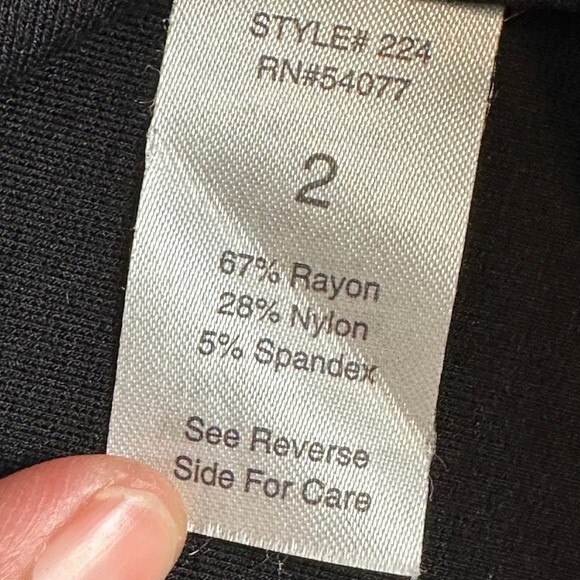 STYLE# 224
RN#54077
2
67% Rayon
28% Nylon
5% Spandex
See Reverse
Side For Care